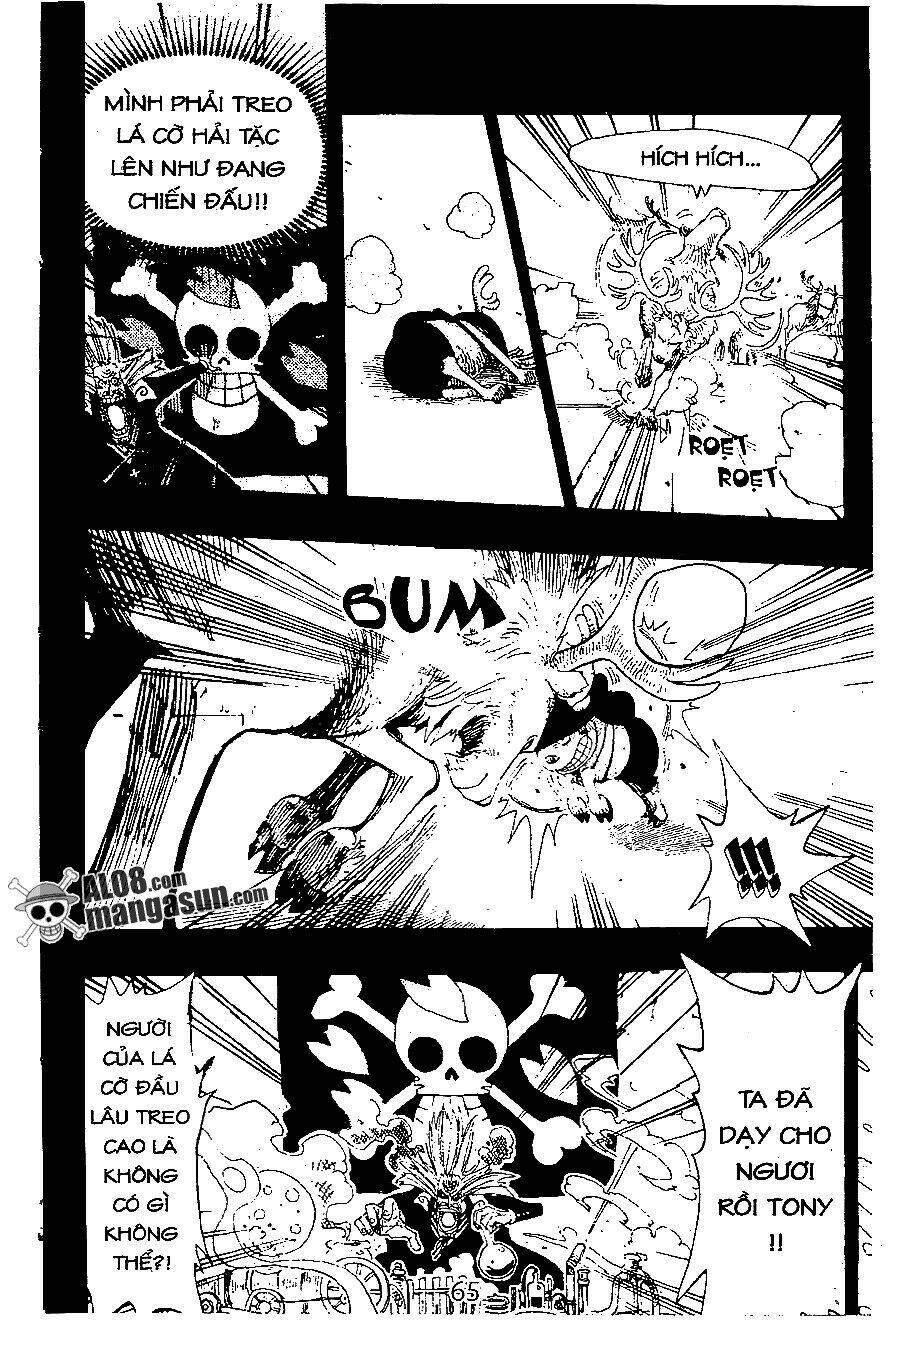 HÍCH HÍCH...
ROẸT
ROẸT
MÌNH PHẢI TREO
LÁ CỜ HẢI TẶC
LÊN NHƯ ĐANG
CHIẾN ĐẤU!!
BUM
!!!
AL08.com
mangasun.com
TA ĐÃ
DẠY CHO
NGƯƠI
RỒI TONY
!!
NGƯỜI
CỦA LÁ
CỜ ĐẦU
LÂU TREO
CAO LÀ
KHÔNG
CÓ GÌ
KHÔNG
THỂ?!
65